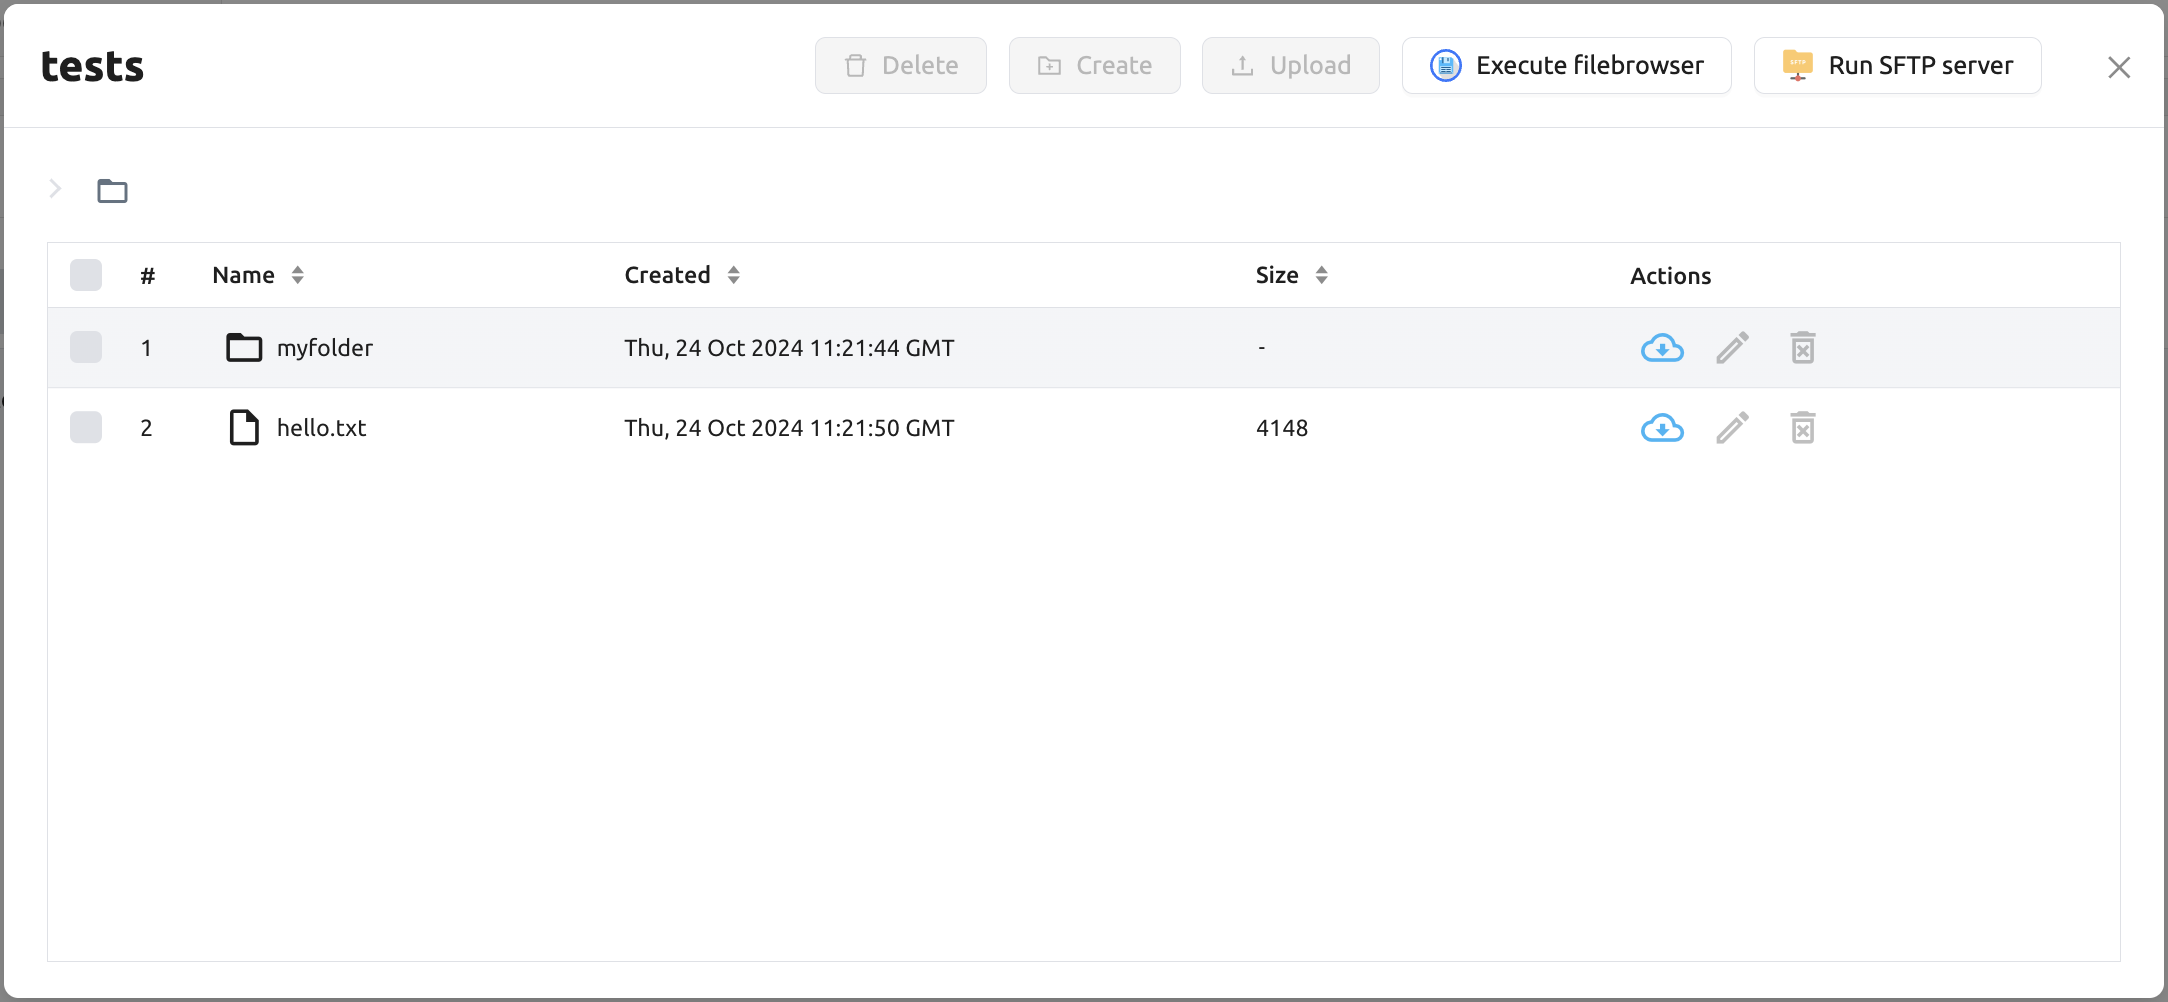 tests
Delete
Create
Upload
Execute filebrowser
SFTP
Run SFTP server
# Name Created Size Actions
1 myfolder Thu, 24 Oct 2024 11:21:44 GMT -
2 hello.txt Thu, 24 Oct 2024 11:21:50 GMT 4148